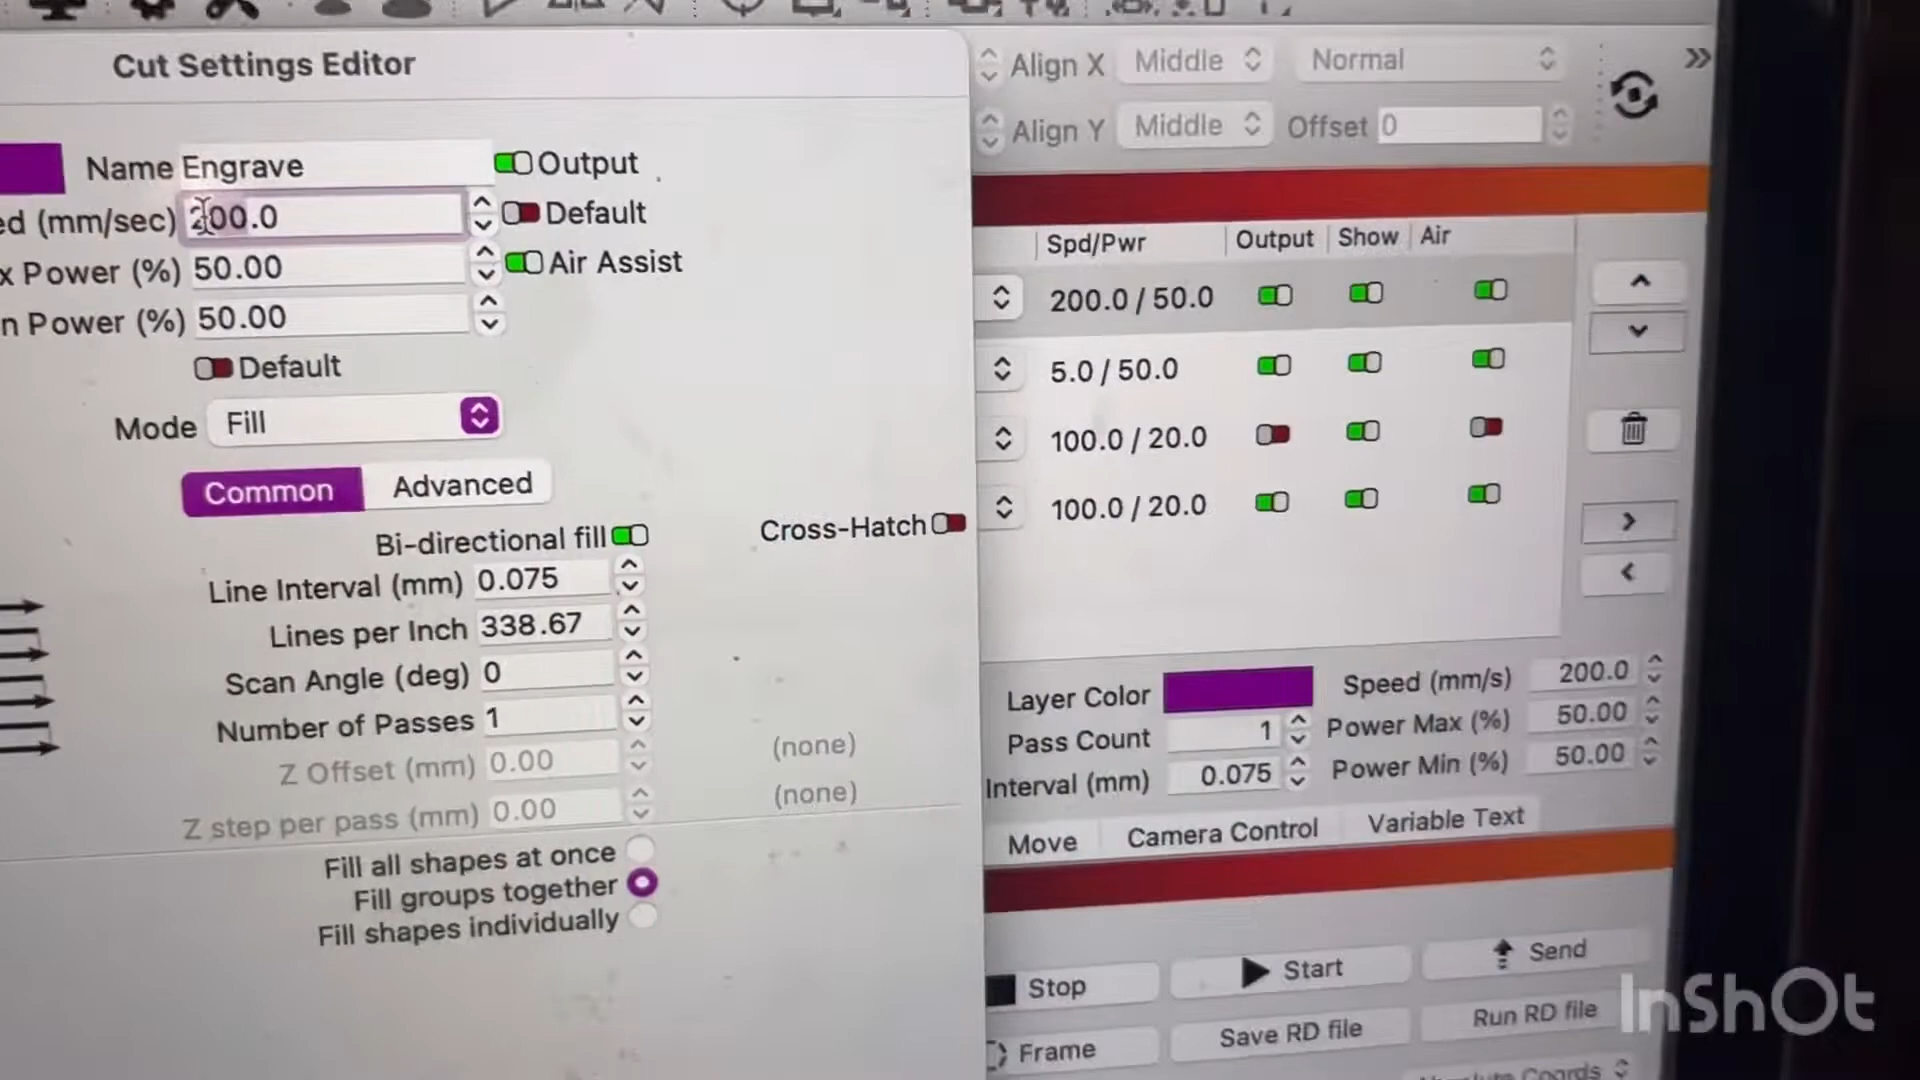 Cut Settings Editor
Name Engrave
Output
ed (mm/sec) 200.0
Default
x Power (%) 50.00
Air Assist
n Power (%) 50.00
Default
Mode Fill
Common
Advanced
Bi-directional fill
Cross-Hatch
Line Interval (mm) 0.075
Lines per Inch 338.67
Scan Angle (deg) 0
Number of Passes 1
Z Offset (mm) 0.00
(none)
Z step per pass (mm) 0.00
(none)
Fill all shapes at once
Fill groups together
Fill shapes individually
Align X Middle
Normal
Align Y Middle
Offset 0
Spd/Pwr Output Show Air
200.0 / 50.0
5.0 / 50.0
100.0 / 20.0
100.0 / 20.0
Layer Color
Speed (mm/s) 200.0
Pass Count 1
Power Max (%) 50.00
Interval (mm) 0.075
Power Min (%) 50.00
Move
Camera Control
Variable Text
Stop
Start
Send
Frame
Save RD file
Run RD file
Coords
InShOt